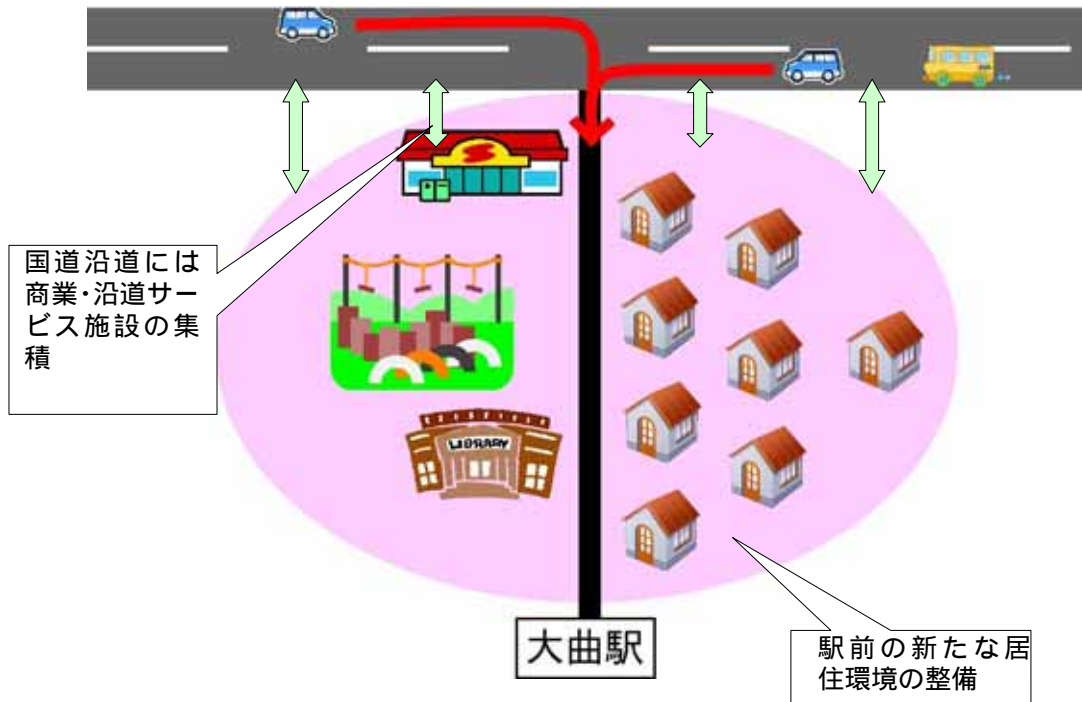 国道沿道には
商業・沿道サー
ビス施設の集
積
LIBRARY
大曲駅
駅前の新たな居
住環境の整備